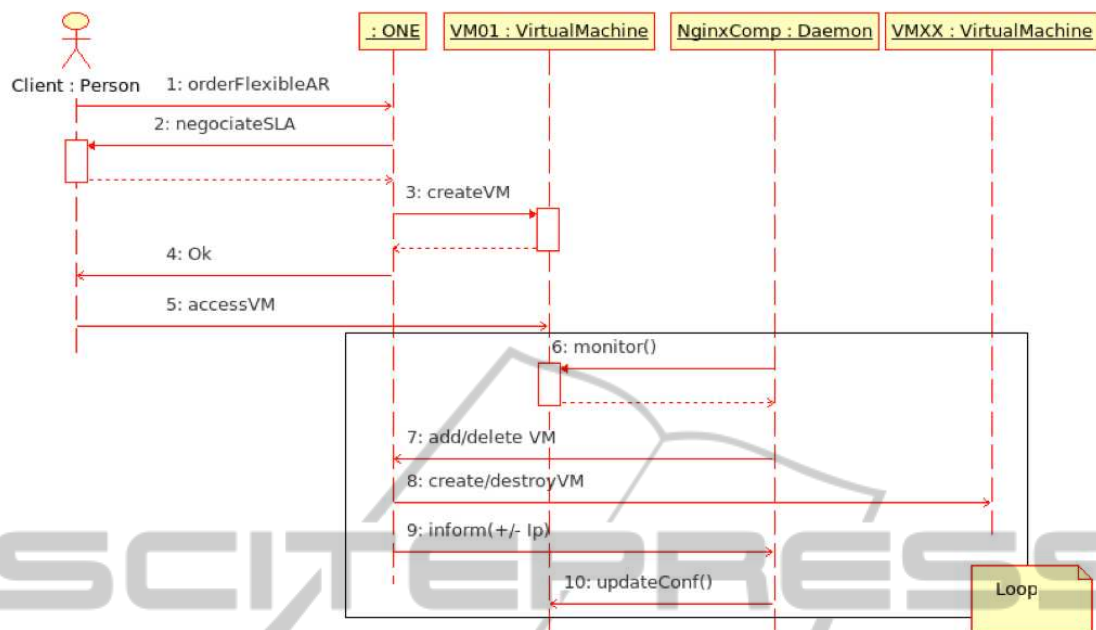 : ONE
VM01 : VirtualMachine
NginxComp : Daemon
VMXX : VirtualMachine
Client : Person
1: orderFlexibleAR
2: negociateSLA
3: createVM
4: Ok
5: accessVM
6: monitor()
7: add/delete VM
8: create/destroyVM
9: inform(+/- Ip)
10: updateConf()
Loop
SCITEPRESS